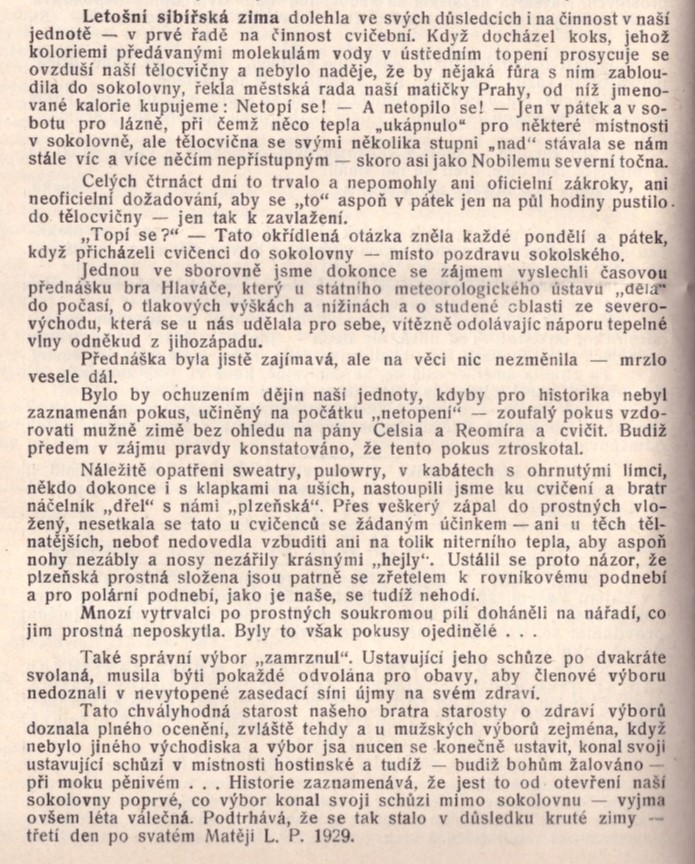 Letošní sibířská zima dolehla ve svých důsledcích i na činnost v naší
jednotě — v prvé řadě na činnost cvičební. Když docházel koks, jehož
koloriemi předávanými molekulám vody v ústředním topení prosycuje se
ovzduší naší tělocvičny a nebylo naděje, že by nějaká fůra s ním zablou-
dila do sokolovny, řekla městská rada naší matičky Prahy, od níž jmeno-
vané kalorie kupujeme: Netopí se! — A netopilo se! — Jen v pátek a v so-
botu pro lázně, při čemž něco tepla „ukápnulo" pro některé místnosti
v sokolovně, ale tělocvična se svými několika stupni „nad" stávala se nám
stále víc a více něčím nepřístupným — skoro asi jako Nobilemu severní točna.
Celých čtrnáct dní to trvalo a nepomohly ani oficielní zákroky, ani
neoficielní dožadování, aby se „to" aspoň v pátek jen na půl hodiny pustilo
do tělocvičny — jen tak k zavlažení.
„Topí se?" — Tato okřídlená otázka zněla každé pondělí a pátek,
když přicházeli cvičenci do sokolovny — místo pozdravu sokolského.
Jednou ve sborovně jsme dokonce se zájmem vyslechli časovou
přednášku bra Hlaváče, který u státního meteorologického ústavu „dělá"
do počasí, o tlakových výškách a nížinách a o studené oblasti ze severo-
východu, která se u nás udělala pro sebe, vítězně odolávajíc náporu tepelné
vlny odněkud z jihozápadu.
Přednáška byla jistě zajímavá, ale na věci nic nezměnila — mrzlo
vesele dál.
Bylo by ochuzením dějin naší jednoty, kdyby pro historika nebyl
zaznamenán pokus, učiněný na počátku „netopení" — zoufalý pokus vzdo-
rovati mužně zimě bez ohledu na pány Celsia a Reomíra a cvičit. Budiž
předem v zájmu pravdy konstatováno, že tento pokus ztroskotal.
Náležitě opatřeni sweatry, pulowry, v kabátech s ohrnutými límci,
někdo dokonce i s klapkami na uších, nastoupili jsme ku cvičení a bratr
náčelník „dřel" s námi „plzeňská". Přes veškerý zápal do prostných vlo-
žený, nesetkala se tato u cvičenců se žádaným účinkem — ani u těch těl-
natějších, neboť nedovedla vzbuditi ani na tolik niterního tepla, aby aspoň
nohy nezábly a nosy nezářily krásnými „hejly". Ustálil se proto názor, že
plzeňská prostná složena jsou patrně se zřetelem k rovníkovému podnebí
a pro polární podnebí, jako je naše, se tudíž nehodí.
Mnozí vytrvalci po prostných soukromou pílí doháněli na nářadí, co
jim prostná neposkytla. Byly to však pokusy ojedinělé . . .
Také správní výbor „zamrznul". Ustavující jeho schůze po dvakráte
svolaná, musila býti pokaždé odvolána pro obavy, aby členové výboru
nedoznali v nevytopené zasedací síni újmy na svém zdraví.
Tato chvályhodná starost našeho bratra starosty o zdraví výborů
doznala plného ocenění, zvláště tehdy a u mužských výborů zejména, když
nebylo jiného východiska a výbor jsa nucen se konečně ustavit, konal svoji
ustavující schůzi v místnosti hostinské a tudíž — budiž bohům žalováno —
při moku pěnivém . . . Historie zaznamenává, že jest to od otevření naší
sokolovny poprvé, co výbor konal svoji schůzi mimo sokolovnu — vyjma
ovšem léta válečná. Podtrhává, že se tak stalo v důsledku kruté zimy —
třetí den po svatém Matěji L. P. 1929.